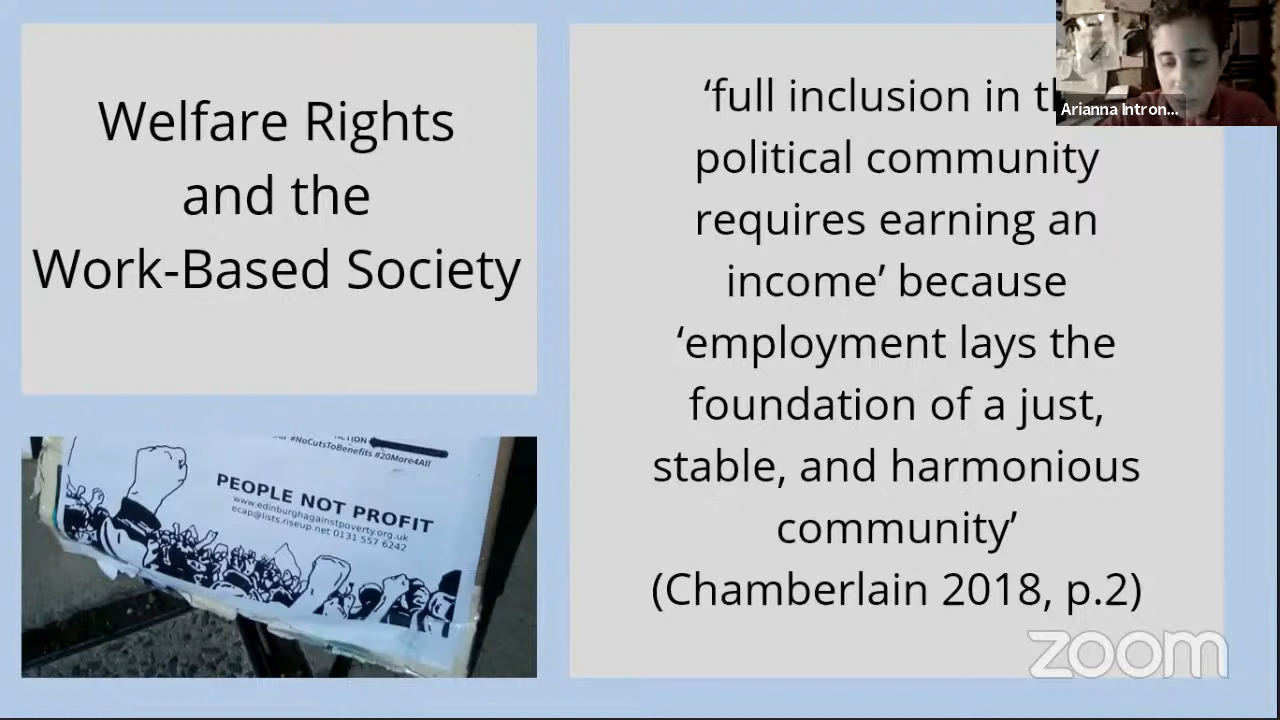 Welfare Rights
and the
Work-Based Society
‘full inclusion in
political community
requires earning an
income’ because
‘employment lays the
foundation of a just,
stable, and harmonious
community’
(Chamberlain 2018, p.2)
Arianna Intron...
#NoCutsToBenefits #20More4All
PEOPLE NOT PROFIT
www.edinburghagainstpoverty.org.uk
ecap@lists.riseup.net 0131 557 6242
zoom